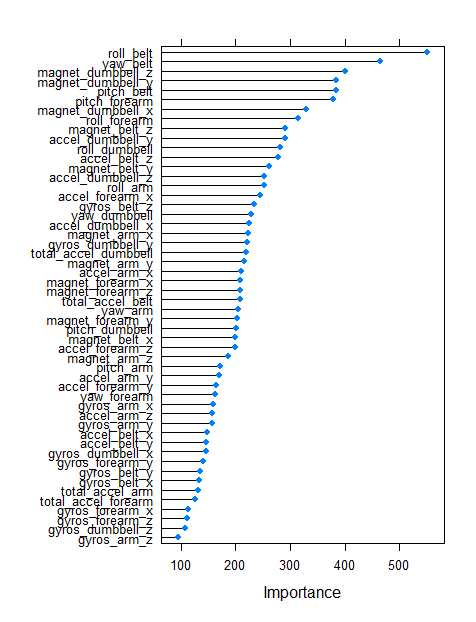 roll_belt
yaw_belt
magnet_dumbbell_z
magnet_dumbbell_y
pitch_belt
pitch_forearm
magnet_dumbbell_x
roll_forearm
magnet_belt_z
accel_dumbbell_y
roll_dumbbell
accel_belt_z
magnet_belt_y
accel_dumbbell_z
roll_arm
accel_forearm_x
gyros_belt_z
yaw_dumbbell
accel_dumbbell_x
magnet_arm_x
gyros_dumbbell_y
total_accel_dumbbell
magnet_arm_y
accel_arm_x
magnet_forearm_x
magnet_forearm_z
total_accel_belt
yaw_arm
magnet_forearm_y
pitch_dumbbell
magnet_belt_x
accel_forearm_z
magnet_arm_z
pitch_arm
accel_arm_y
accel_forearm_y
yaw_forearm
gyros_arm_x
accel_arm_z
gyros_arm_y
accel_belt_x
accel_belt_y
gyros_dumbbell_x
gyros_forearm_y
gyros_belt_y
gyros_belt_x
total_accel_arm
total_accel_forearm
gyros_forearm_x
gyros_forearm_z
gyros_dumbbell_z
gyros_arm_z
100 200 300 400 500
Importance